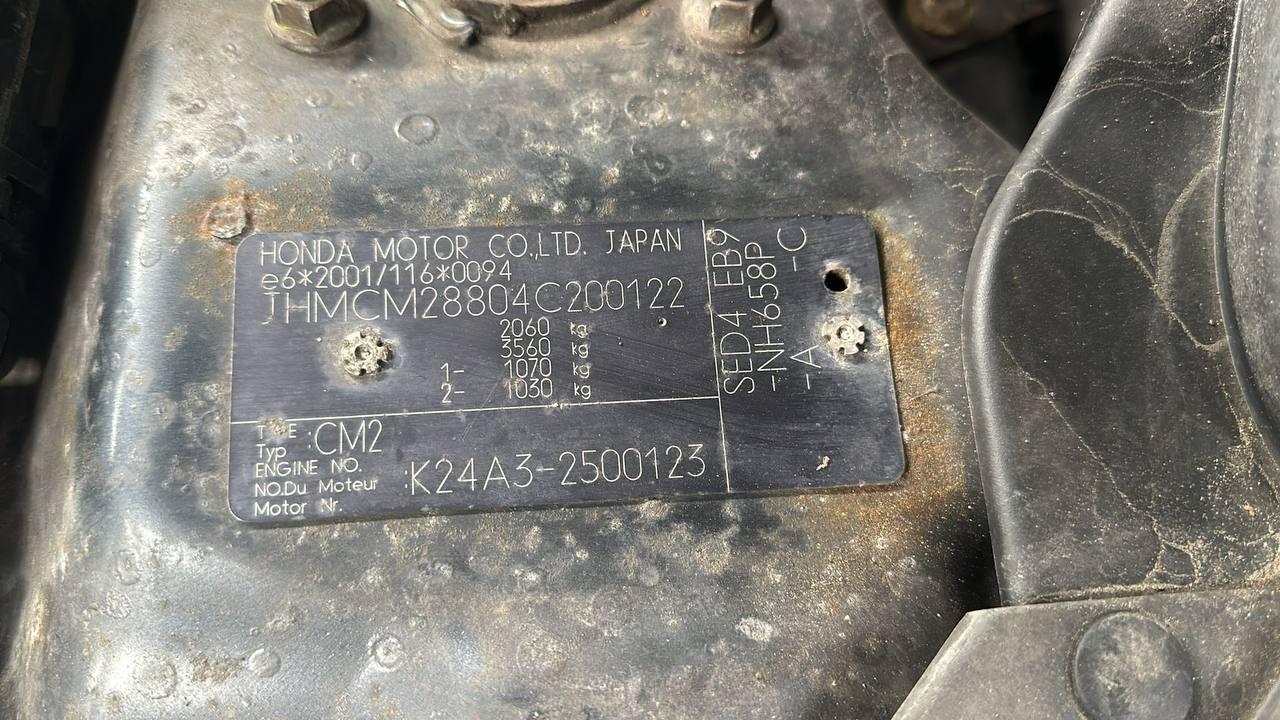 HONDA MOTOR CO.,LTD. JAPAN
e6*2001/116*0094
JHMCM28804C200122
2060 kg
3560 kg
1- 1070 kg
2- 1030 kg
Typ :CM2
ENGINE NO.
NO.Du Moteur :K24A3-2500123
Motor Nr.
SED4 EB9
-NH658P
-A -C